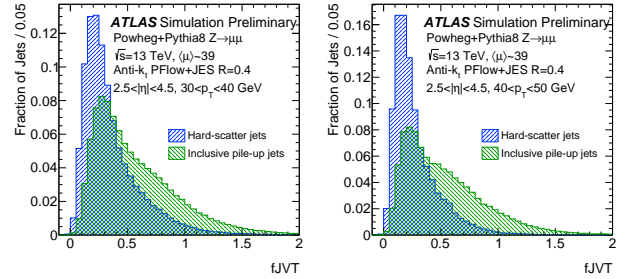 Fraction of Jets / 0.05
0.12
0.1
0.08
0.06
0.04
0.02
0
ATLAS Simulation Preliminary
Powheg+Pythia8 Z→μμ
√s=13 TeV, ⟨μ⟩~39
Anti-kt PFlow+JES R=0.4
2.5<|η|<4.5, 30<pT<40 GeV
Hard-scatter jets
Inclusive pile-up jets
0 0.5 1 1.5 2
fJVT
Fraction of Jets / 0.05
0.16
0.14
0.12
0.1
0.08
0.06
0.04
0.02
0
ATLAS Simulation Preliminary
Powheg+Pythia8 Z→μμ
√s=13 TeV, ⟨μ⟩~39
Anti-kt PFlow+JES R=0.4
2.5<|η|<4.5, 40<pT<50 GeV
Hard-scatter jets
Inclusive pile-up jets
0 0.5 1 1.5 2
fJVT